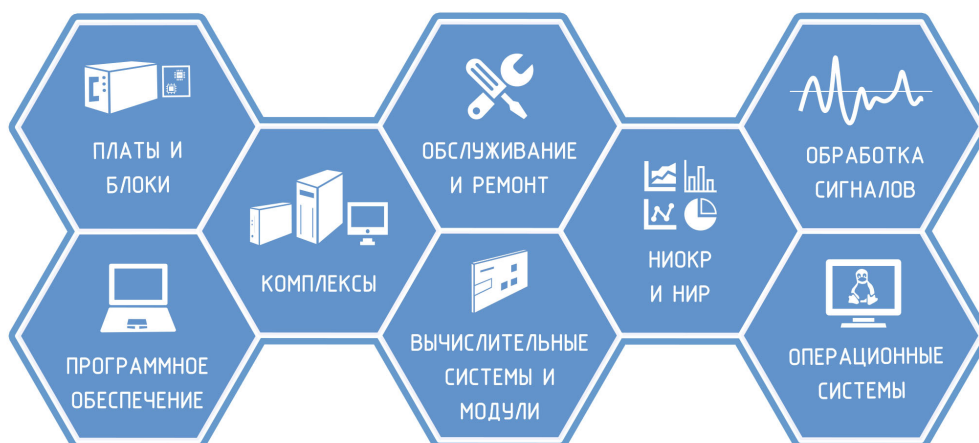 ПЛАТЫ И
БЛОКИ
ОБСЛУЖИВАНИЕ
И РЕМОНТ
ОБРАБОТКА
СИГНАЛОВ
КОМПЛЕКСЫ
НИОКР
И НИР
ПРОГРАММНОЕ
ОБЕСПЕЧЕНИЕ
ВЫЧИСЛИТЕЛЬНЫЕ
СИСТЕМЫ И
МОДУЛИ
ОПЕРАЦИОННЫЕ
СИСТЕМЫ